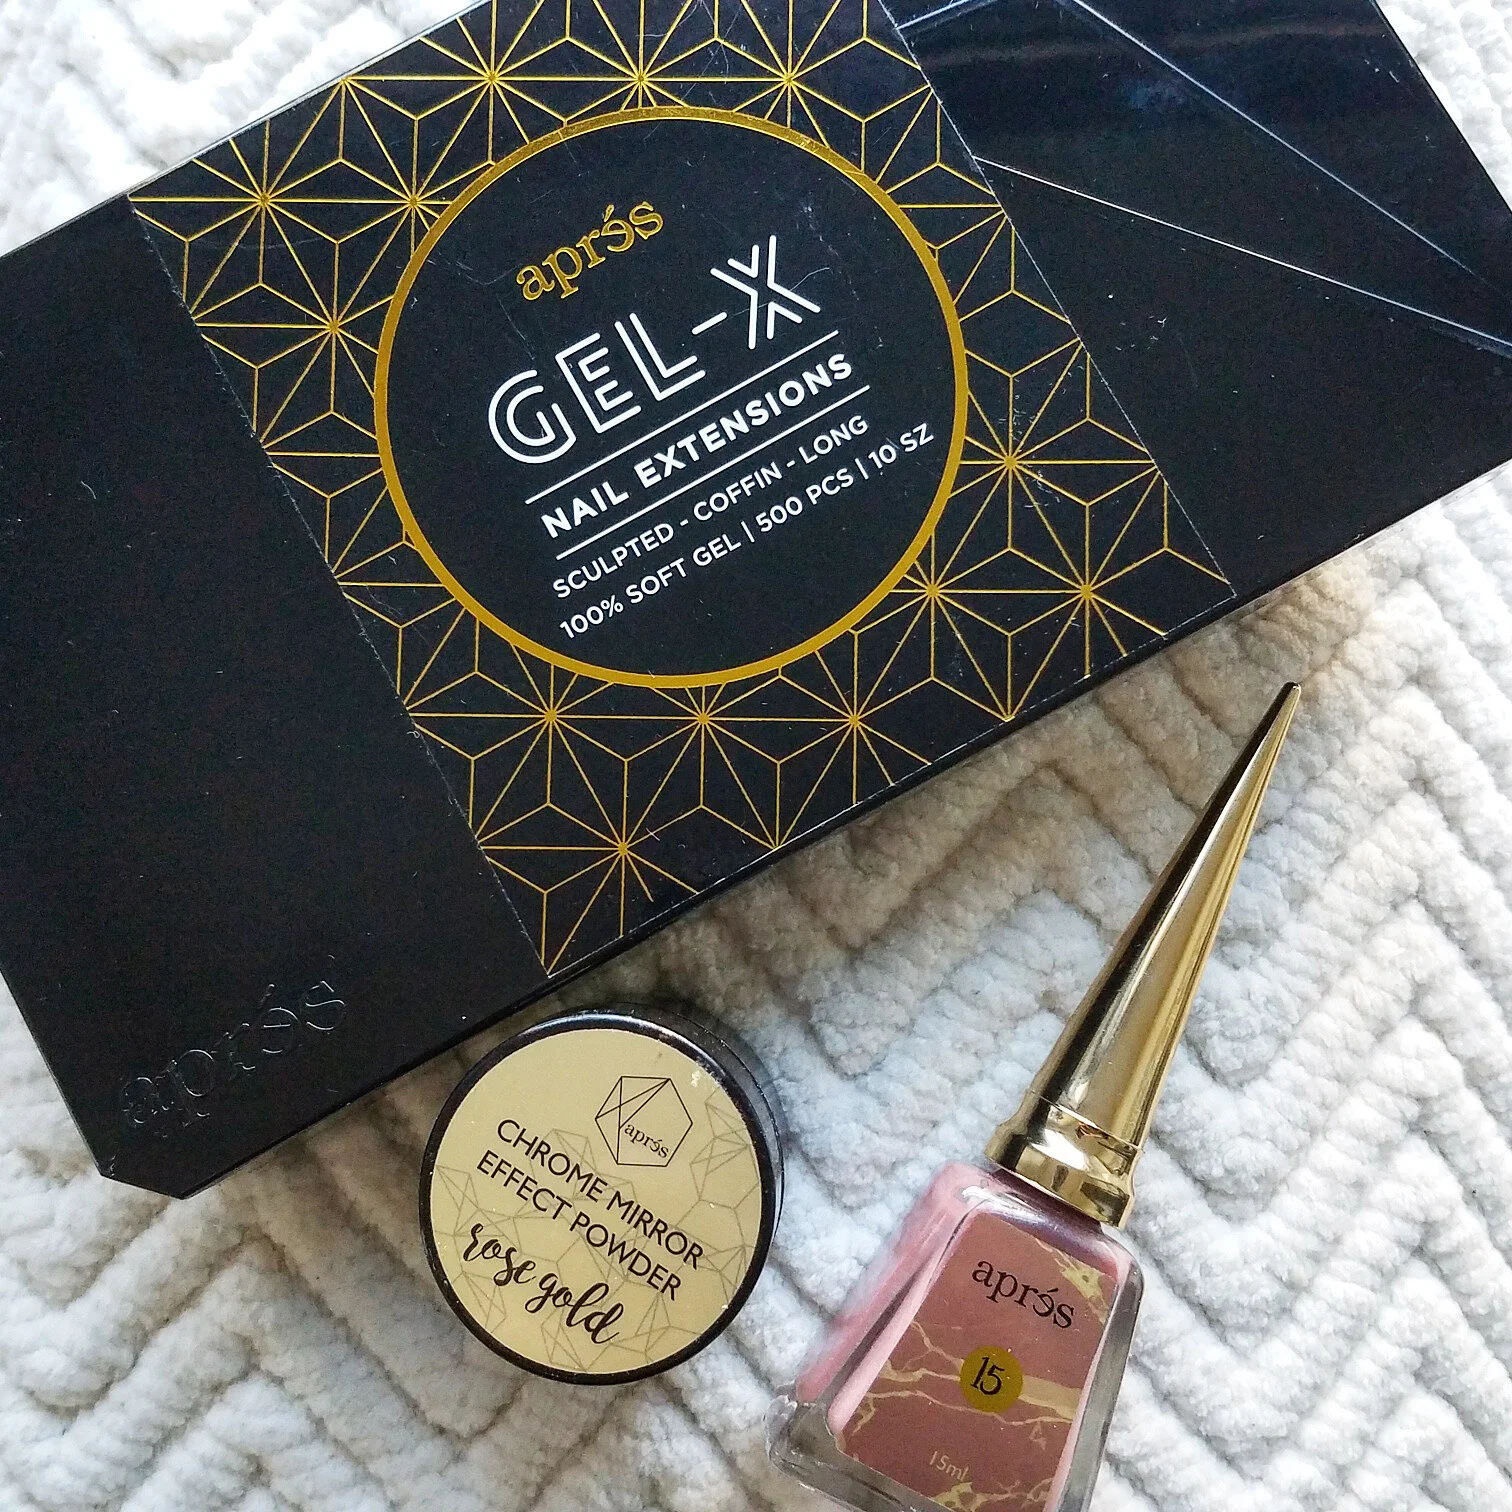 aprés
GEL-X
NAIL EXTENSIONS
SCULPTED - COFFIN - LONG
100% SOFT GEL | 500 PCS | 10 SZ
aprés
aprés
CHROME MIRROR
EFFECT POWDER
rose gold
aprés
15
15ml